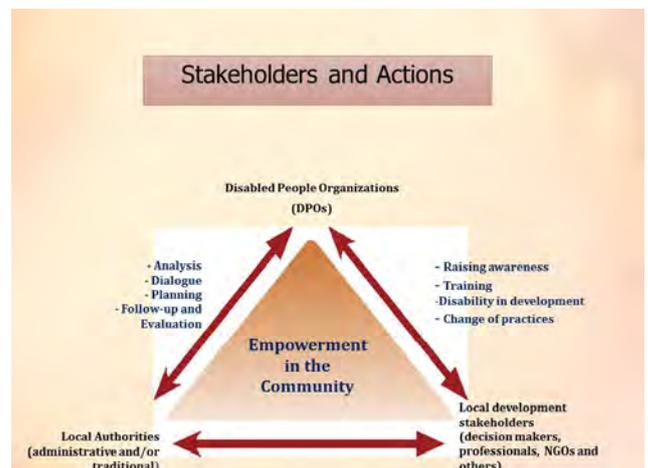 Stakeholders and Actions
Disabled People Organizations
(DPOs)
- Analysis
- Dialogue
- Planning
- Follow-up and
Evaluation
- Raising awareness
- Training
-Disability in development
- Change of practices
Empowerment
in the
Community
Local Authorities
(administrative and/or
traditional)
Local development
stakeholders
(decision makers,
professionals, NGOs and
others)